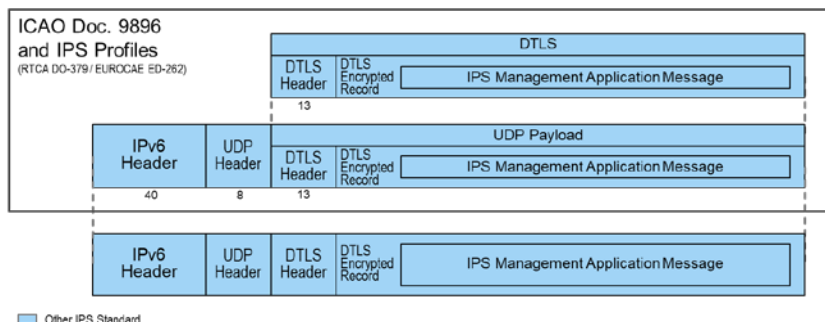 ICAO Doc. 9896
and IPS Profiles
(RTCA DO-379/ EUROCAE ED-262)
DTLS
DTLS
Header
DTLS
Encrypted
Record
IPS Management Application Message
13
IPv6
Header
UDP
Header
UDP Payload
DTLS
Header
DTLS
Encrypted
Record
IPS Management Application Message
40
8
13
IPv6
Header
UDP
Header
DTLS
Header
DTLS
Encrypted
Record
IPS Management Application Message
Other IPS Standard